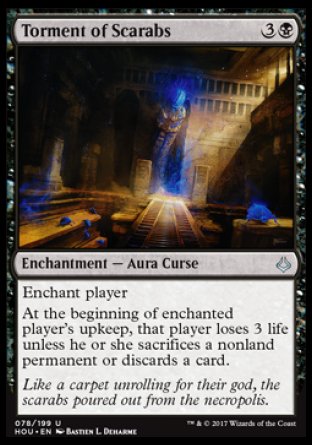 Torment of Scarabs 3
Enchantment — Aura Curse
Enchant player
At the beginning of enchanted
player's upkeep, that player loses 3 life
unless he or she sacrifices a nonland
permanent or discards a card.
Like a carpet unrolling for their god, the
scarabs poured out from the necropolis.
078/199 U
HOU • EN Bastien L. Deharme
™ & © 2017 Wizards of the Coast